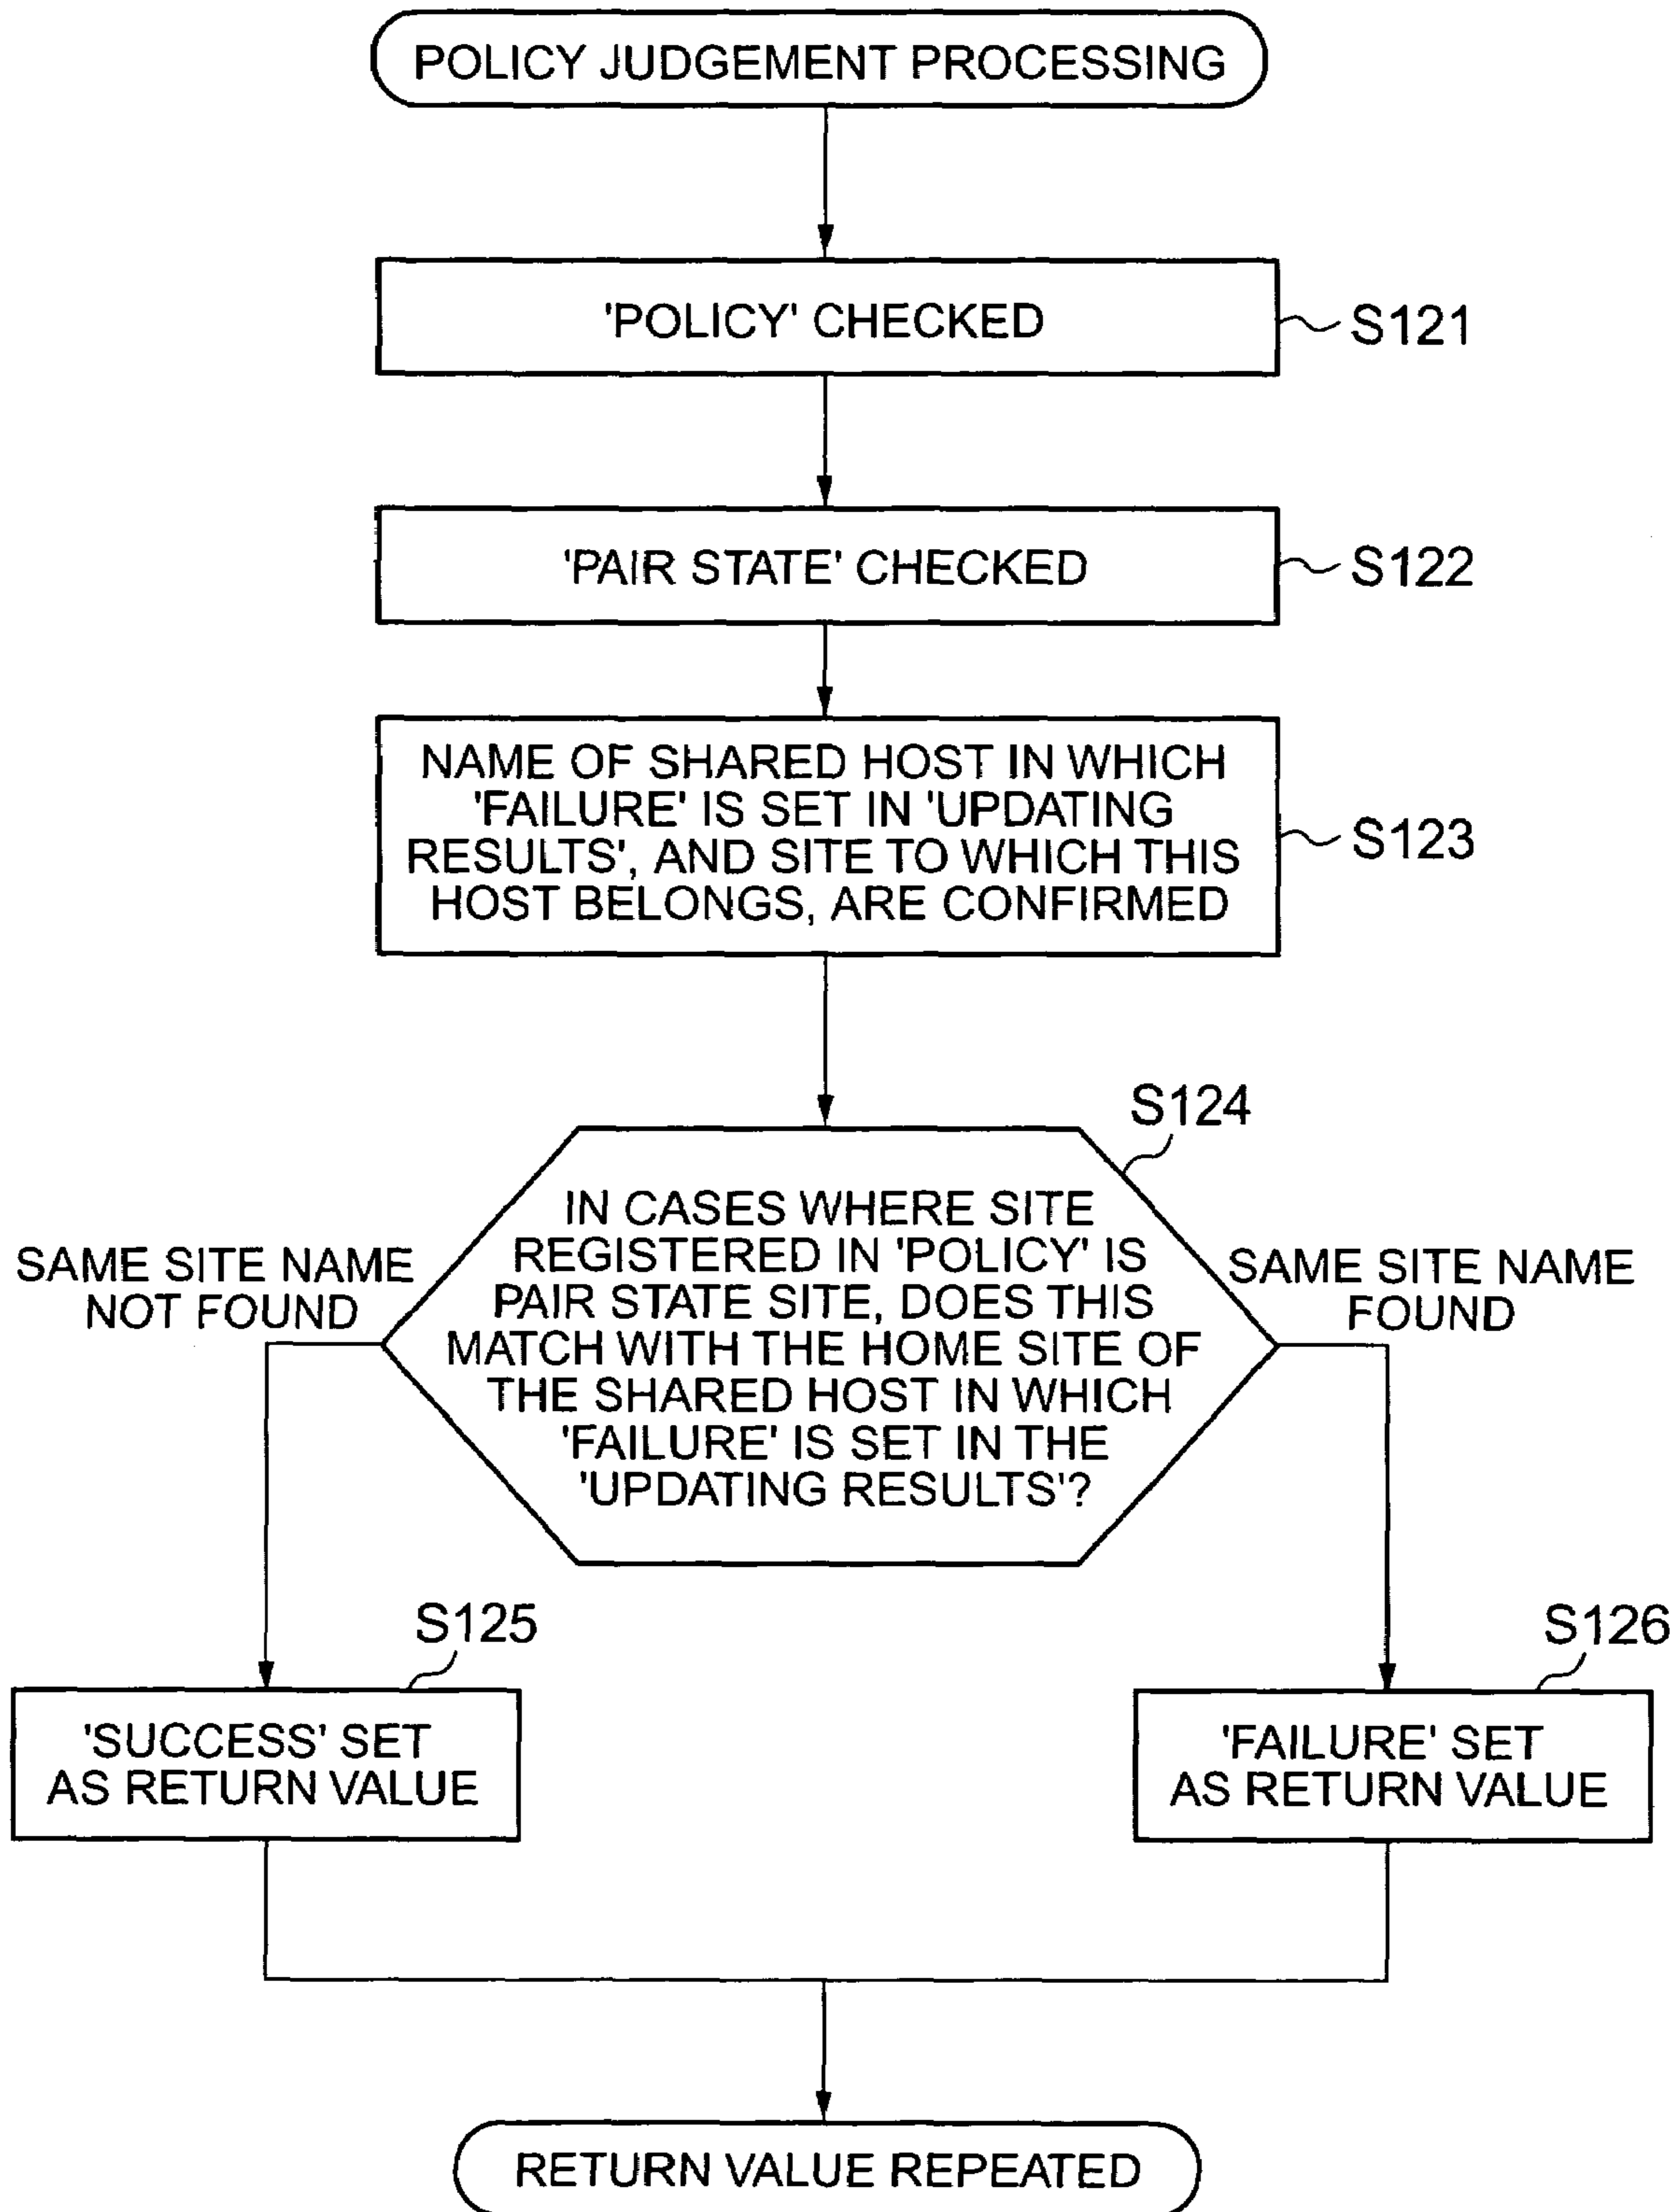 POLICY JUDGEMENT PROCESSING
'POLICY' CHECKED
S121
'PAIR STATE' CHECKED
S122
NAME OF SHARED HOST IN WHICH
'FAILURE' IS SET IN 'UPDATING
RESULTS', AND SITE TO WHICH THIS
HOST BELONGS, ARE CONFIRMED
S123
S124
IN CASES WHERE SITE
REGISTERED IN 'POLICY' IS
PAIR STATE SITE, DOES THIS
MATCH WITH THE HOME SITE OF
THE SHARED HOST IN WHICH
'FAILURE' IS SET IN THE
'UPDATING RESULTS'?
SAME SITE NAME
NOT FOUND
SAME SITE NAME
FOUND
S125
'SUCCESS' SET
AS RETURN VALUE
S126
'FAILURE' SET
AS RETURN VALUE
RETURN VALUE REPEATED